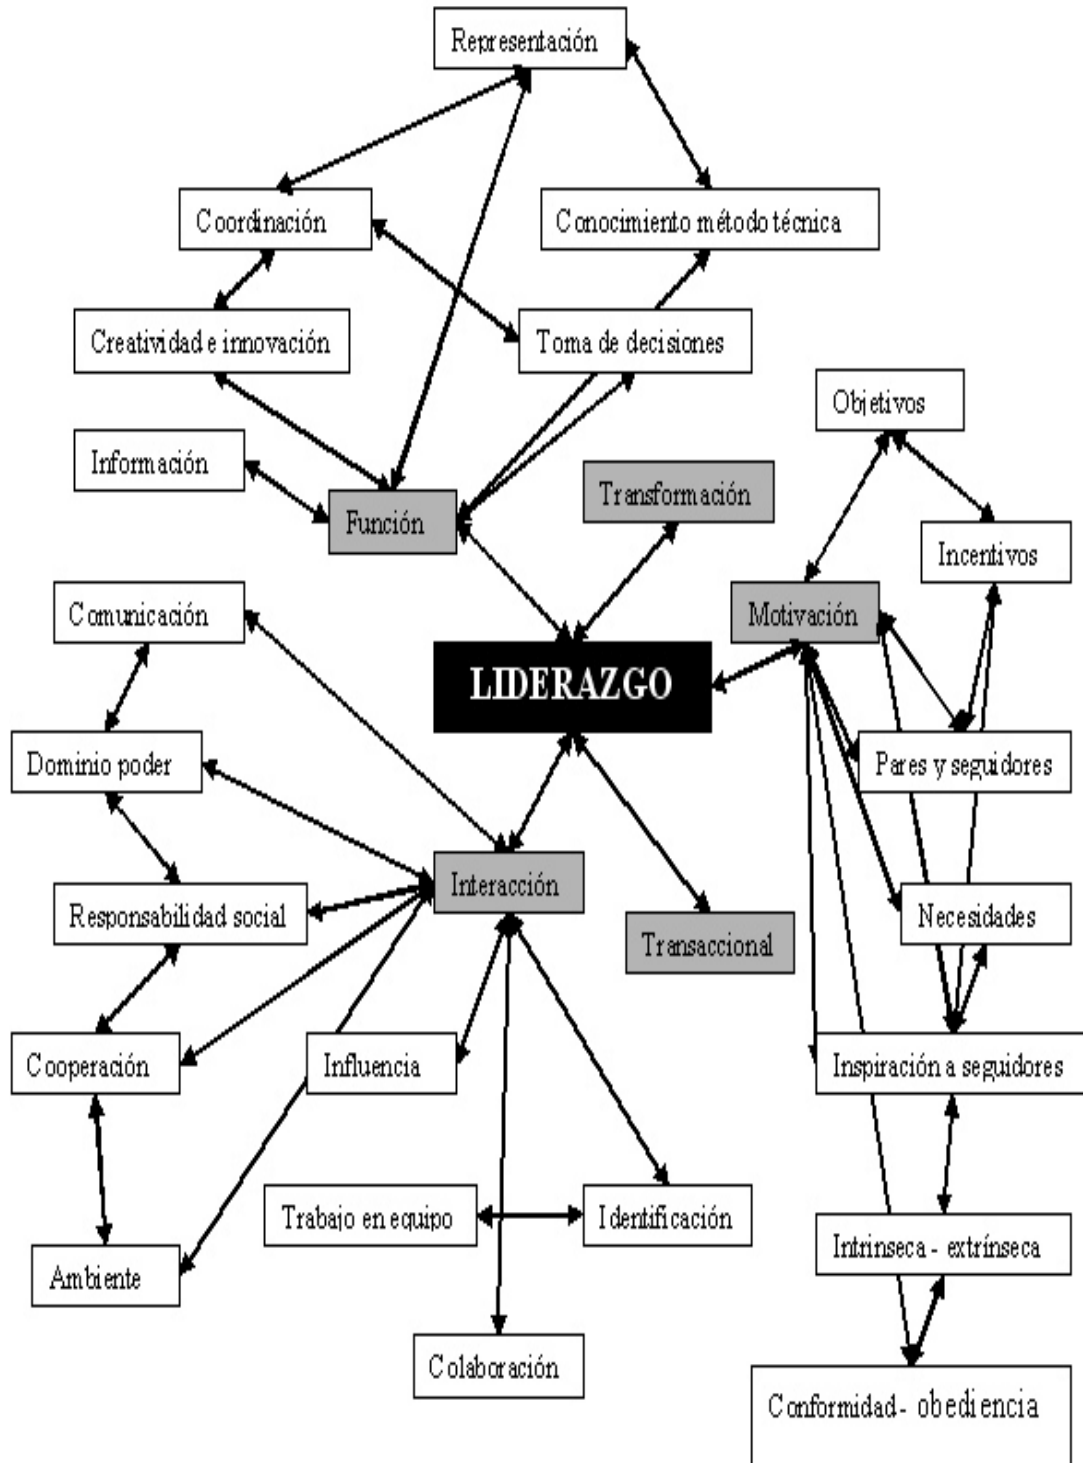 Representación
Coordinación
Conocimiento método técnica
Creatividad e innovación
Toma de decisiones
Objetivos
Información
Transformación
Función
Incentivos
Comunicación
Motivación
LIDERAZGO
Dominio poder
Pares y seguidores
Interacción
Responsabilidad social
Necesidades
Transaccional
Cooperación
Influencia
Inspiración a seguidores
Trabajo en equipo
Identificación
Intrinseca - extrínseca
Ambiente
Colaboración
Conformidad - obediencia